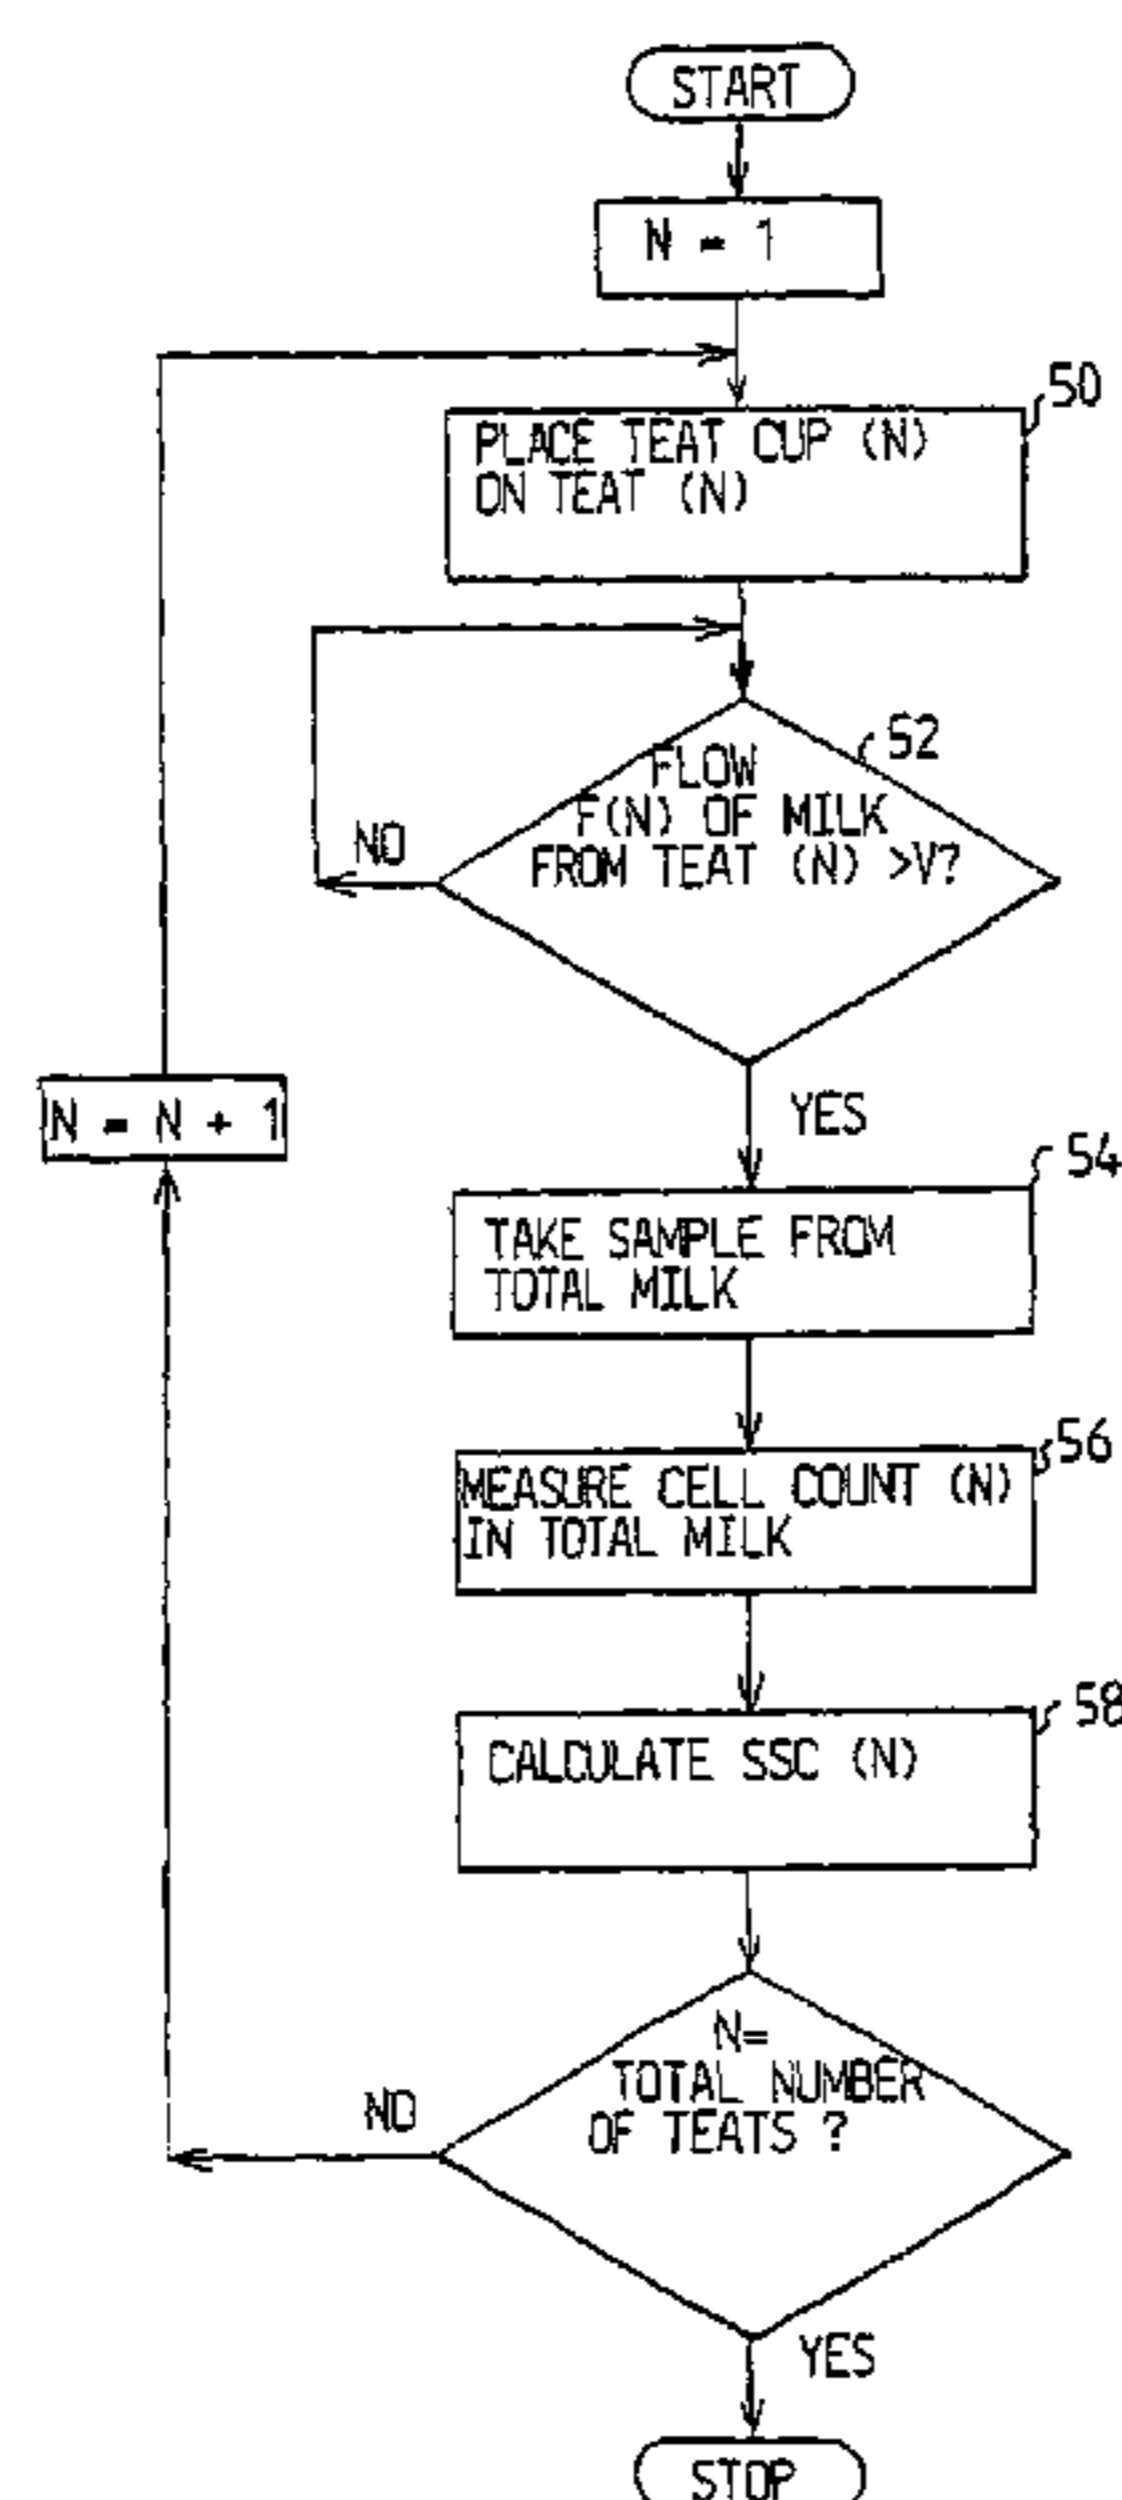 START
N = 1
50
PLACE TEAT CUP (N)
ON TEAT (N)
52
FLOW
F(N) OF MILK
FROM TEAT (N) >V?
NO
YES
N = N + 1
54
TAKE SAMPLE FROM
TOTAL MILK
56
MEASURE CELL COUNT (N)
IN TOTAL MILK
58
CALCULATE SSC (N)
N=
TOTAL NUMBER
OF TEATS ?
NO
YES
STOP